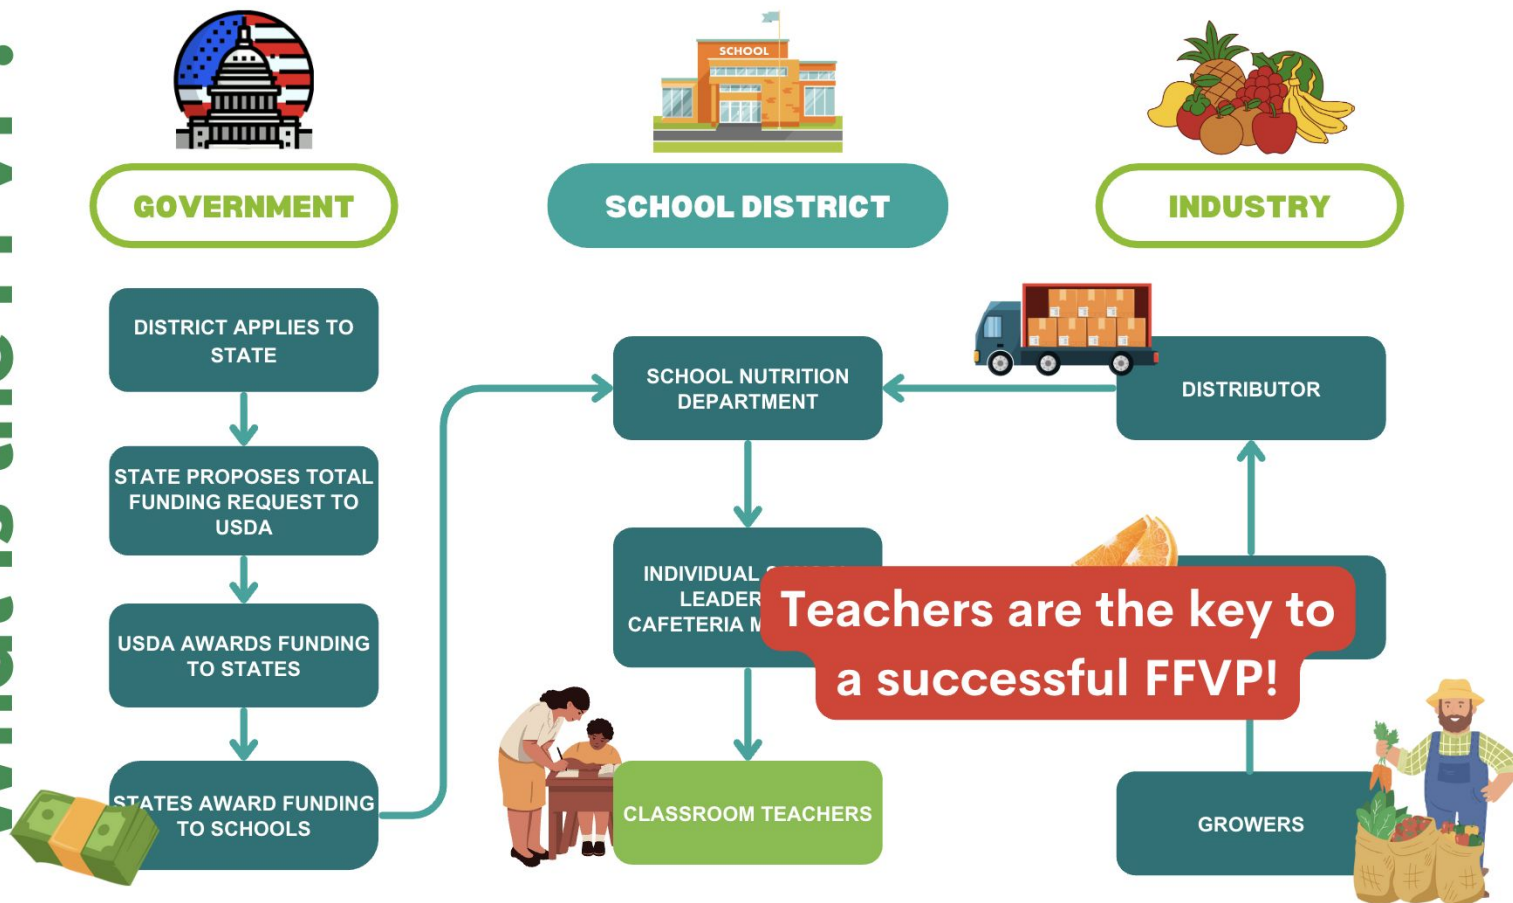 SCHOOL
GOVERNMENT
SCHOOL DISTRICT
INDUSTRY
DISTRICT APPLIES TO
STATE
STATE PROPOSES TOTAL
FUNDING REQUEST TO
USDA
USDA AWARDS FUNDING
TO STATES
STATES AWARD FUNDING
TO SCHOOLS
SCHOOL NUTRITION
DEPARTMENT
INDIVIDUAL
LEADER
CAFETERIA
CLASSROOM TEACHERS
DISTRIBUTOR
Teachers are the key to
a successful FFVP!
GROWERS